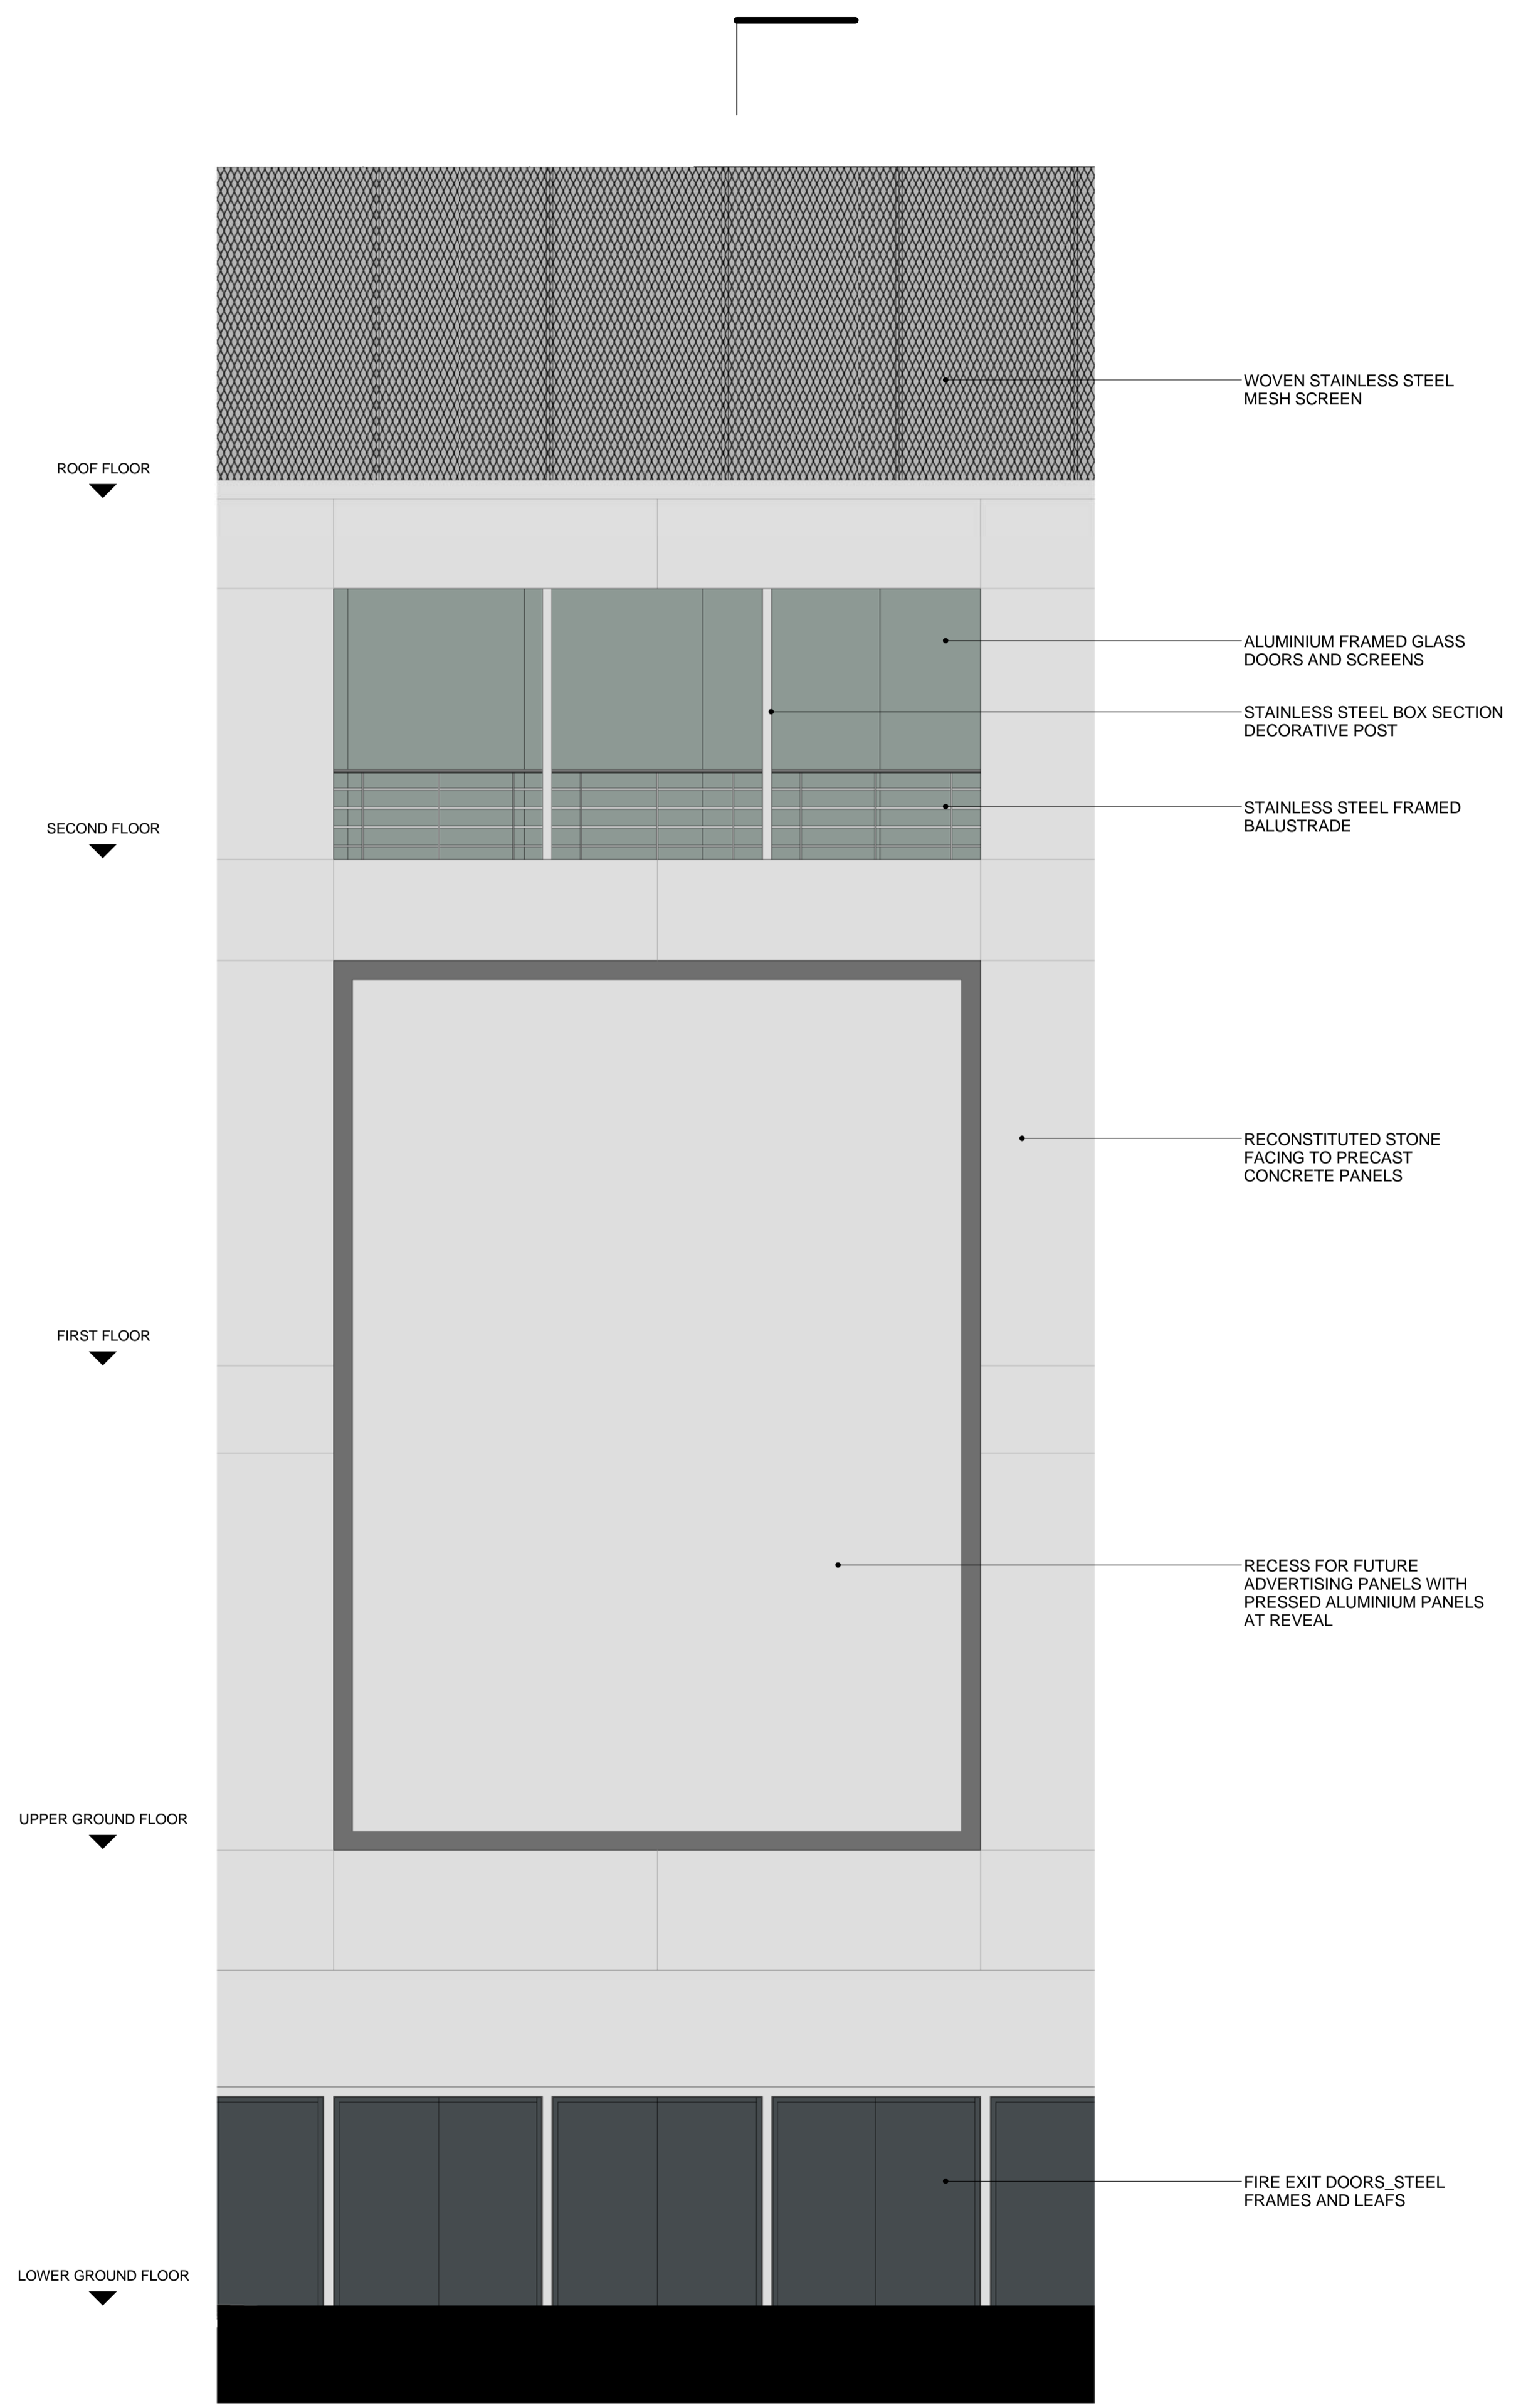 WOVEN STAINLESS STEEL
MESH SCREEN
ROOF FLOOR
ALUMINIUM FRAMED GLASS
DOORS AND SCREENS
STAINLESS STEEL BOX SECTION
DECORATIVE POST
STAINLESS STEEL FRAMED
BALUSTRADE
SECOND FLOOR
RECONSTITUTED STONE
FACING TO PRECAST
CONCRETE PANELS
FIRST FLOOR
RECESS FOR FUTURE
ADVERTISING PANELS WITH
PRESSED ALUMINIUM PANELS
AT REVEAL
UPPER GROUND FLOOR
FIRE EXIT DOORS_STEEL
FRAMES AND LEAFS
LOWER GROUND FLOOR